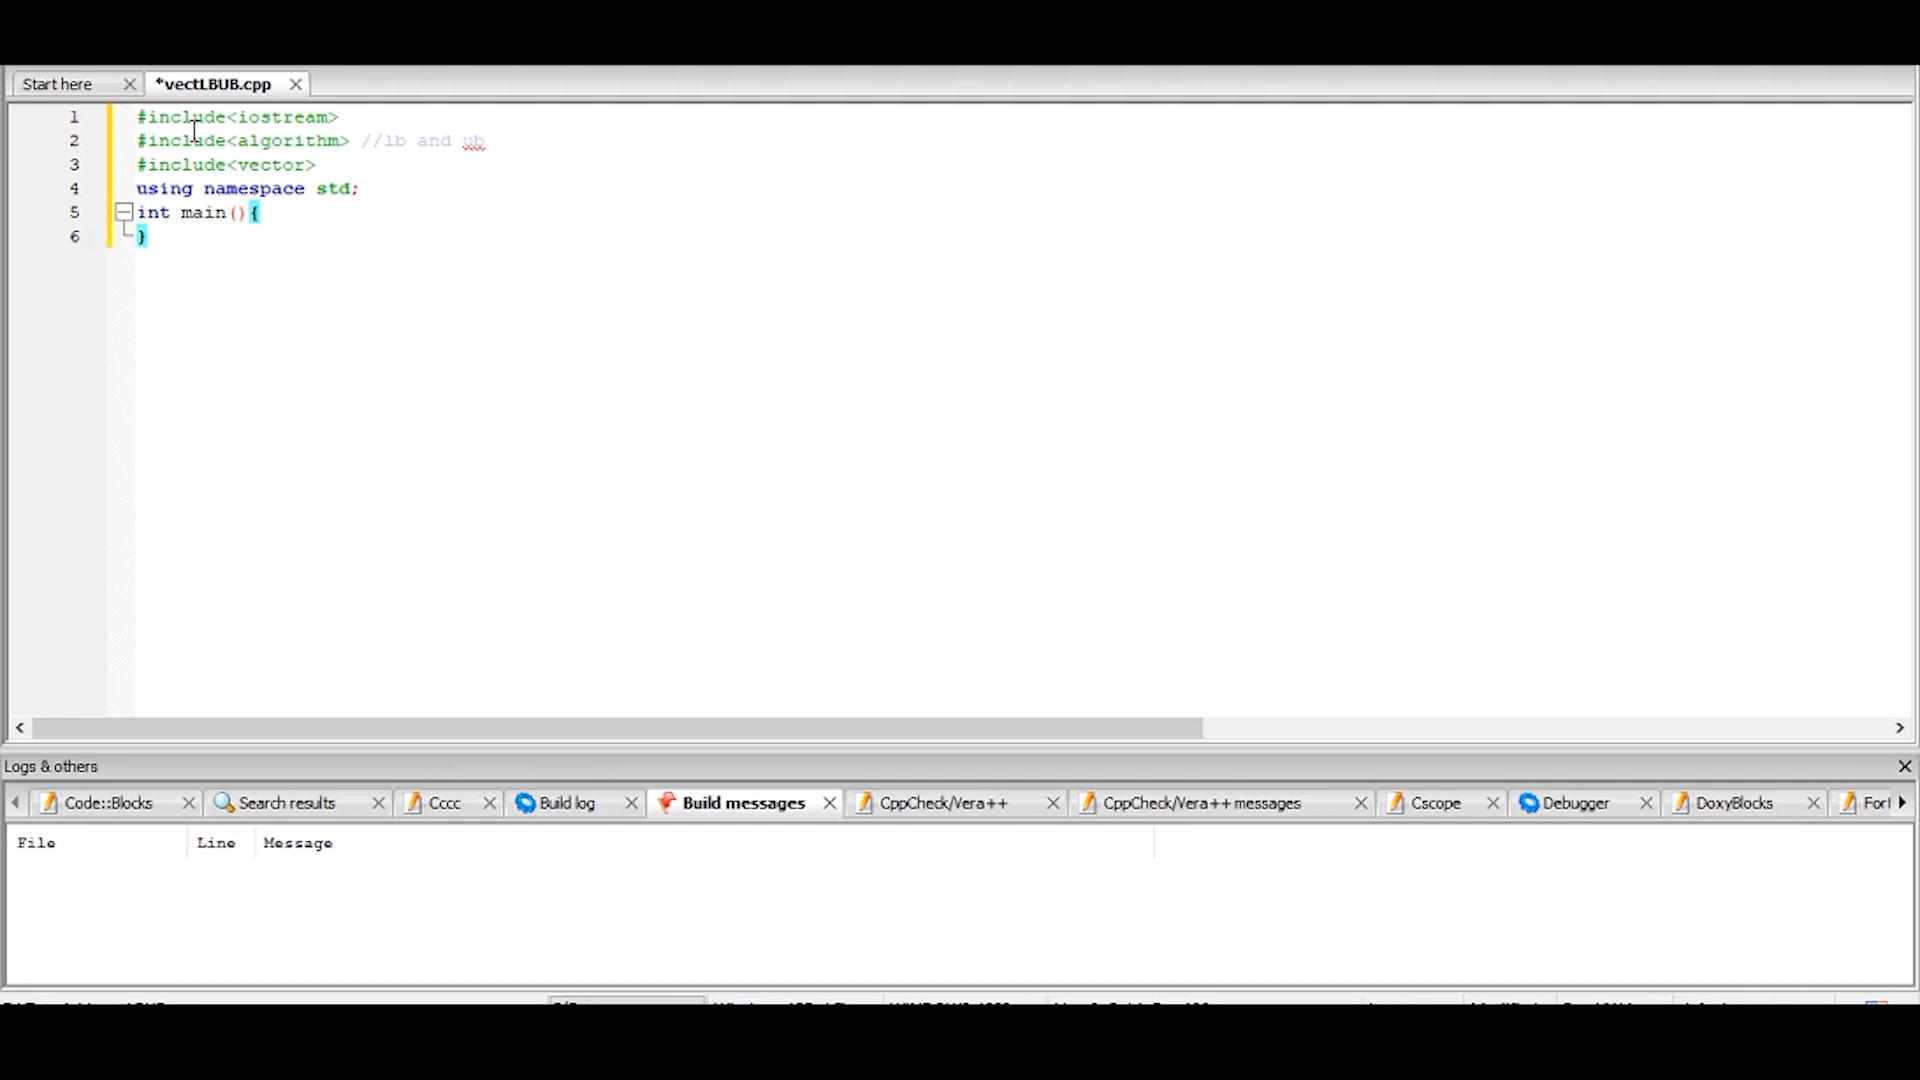 Start here
*vectLBUB.cpp
1 #include<iostream>
2 #include<algorithm> //lb and ub
3 #include<vector>
4 using namespace std;
5 int main(){
6 }
Logs & others
Code::Blocks Search results Cccc Build log Build messages CppCheck/Vera++ CppCheck/Vera++ messages Cscope Debugger DoxyBlocks
File Line Message